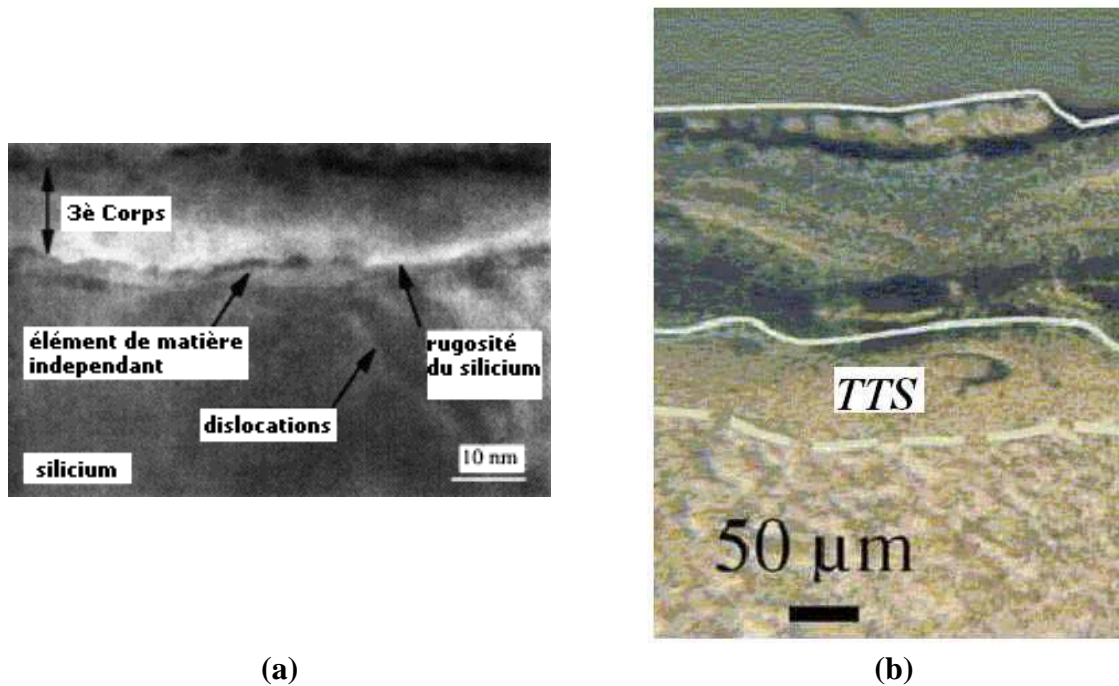 3è Corps
élément de matière
independant
rugosité
du silicium
dislocations
10 nm
silicium
TTS
50 µm
(a)
(b)